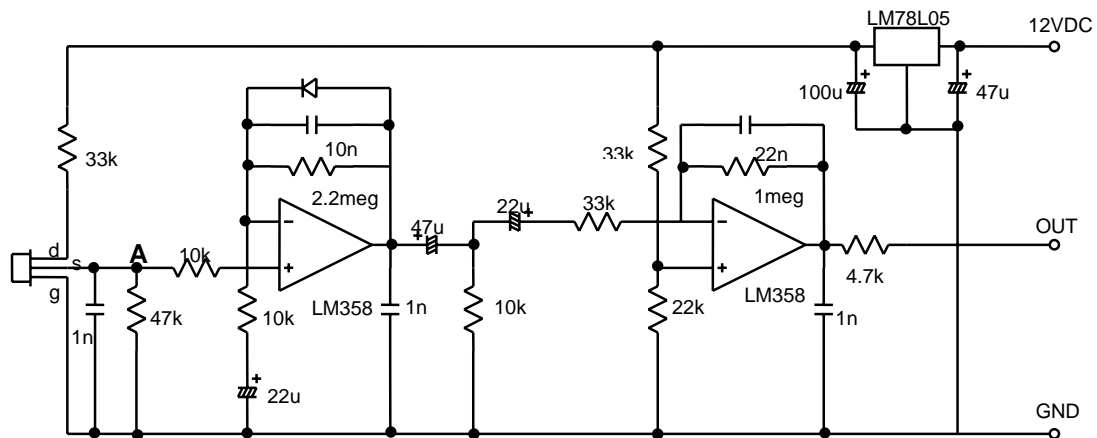 LM78L05
12VDC
100u
47u
33k
10n
2.2meg
33k
22n
1meg
22u
33k
47u
OUT
d
s
g
A
10k
4.7k
1n
47k
10k
LM358
1n
10k
22k
LM358
1n
22u
GND